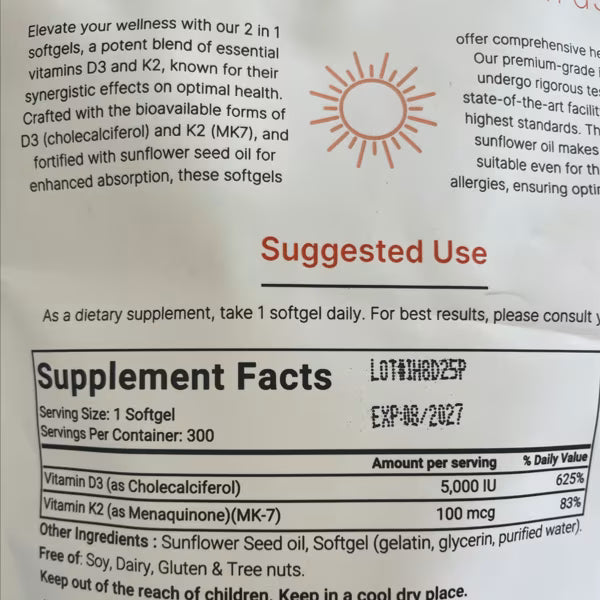 Elevate your wellness with our 2 in 1
softgels, a potent blend of essential
vitamins D3 and K2, known for their
synergistic effects on optimal health.
Crafted with the bioavailable forms of
D3 (cholecalciferol) and K2 (MK7), and
fortified with sunflower seed oil for
enhanced absorption, these softgels
offer comprehensive he
Our premium-grade
undergo rigorous te
state-of-the-art facilit
highest standards. Th
sunflower oil makes
suitable even for th
allergies, ensuring optim
Suggested Use
As a dietary supplement, take 1 softgel daily. For best results, please consult y
Supplement Facts
LOT#1H8D25P
EXP:08/2027
Serving Size: 1 Softgel
Servings Per Container: 300
Amount per serving % Daily Value
Vitamin D3 (as Cholecalciferol) 5,000 IU 625%
Vitamin K2 (as Menaquinone)(MK-7) 100 mcg 83%
Other Ingredients : Sunflower Seed oil, Softgel (gelatin, glycerin, purified water).
Free of: Soy, Dairy, Gluten & Tree nuts.
Keep out of the reach of children. Keep in a cool dry place.